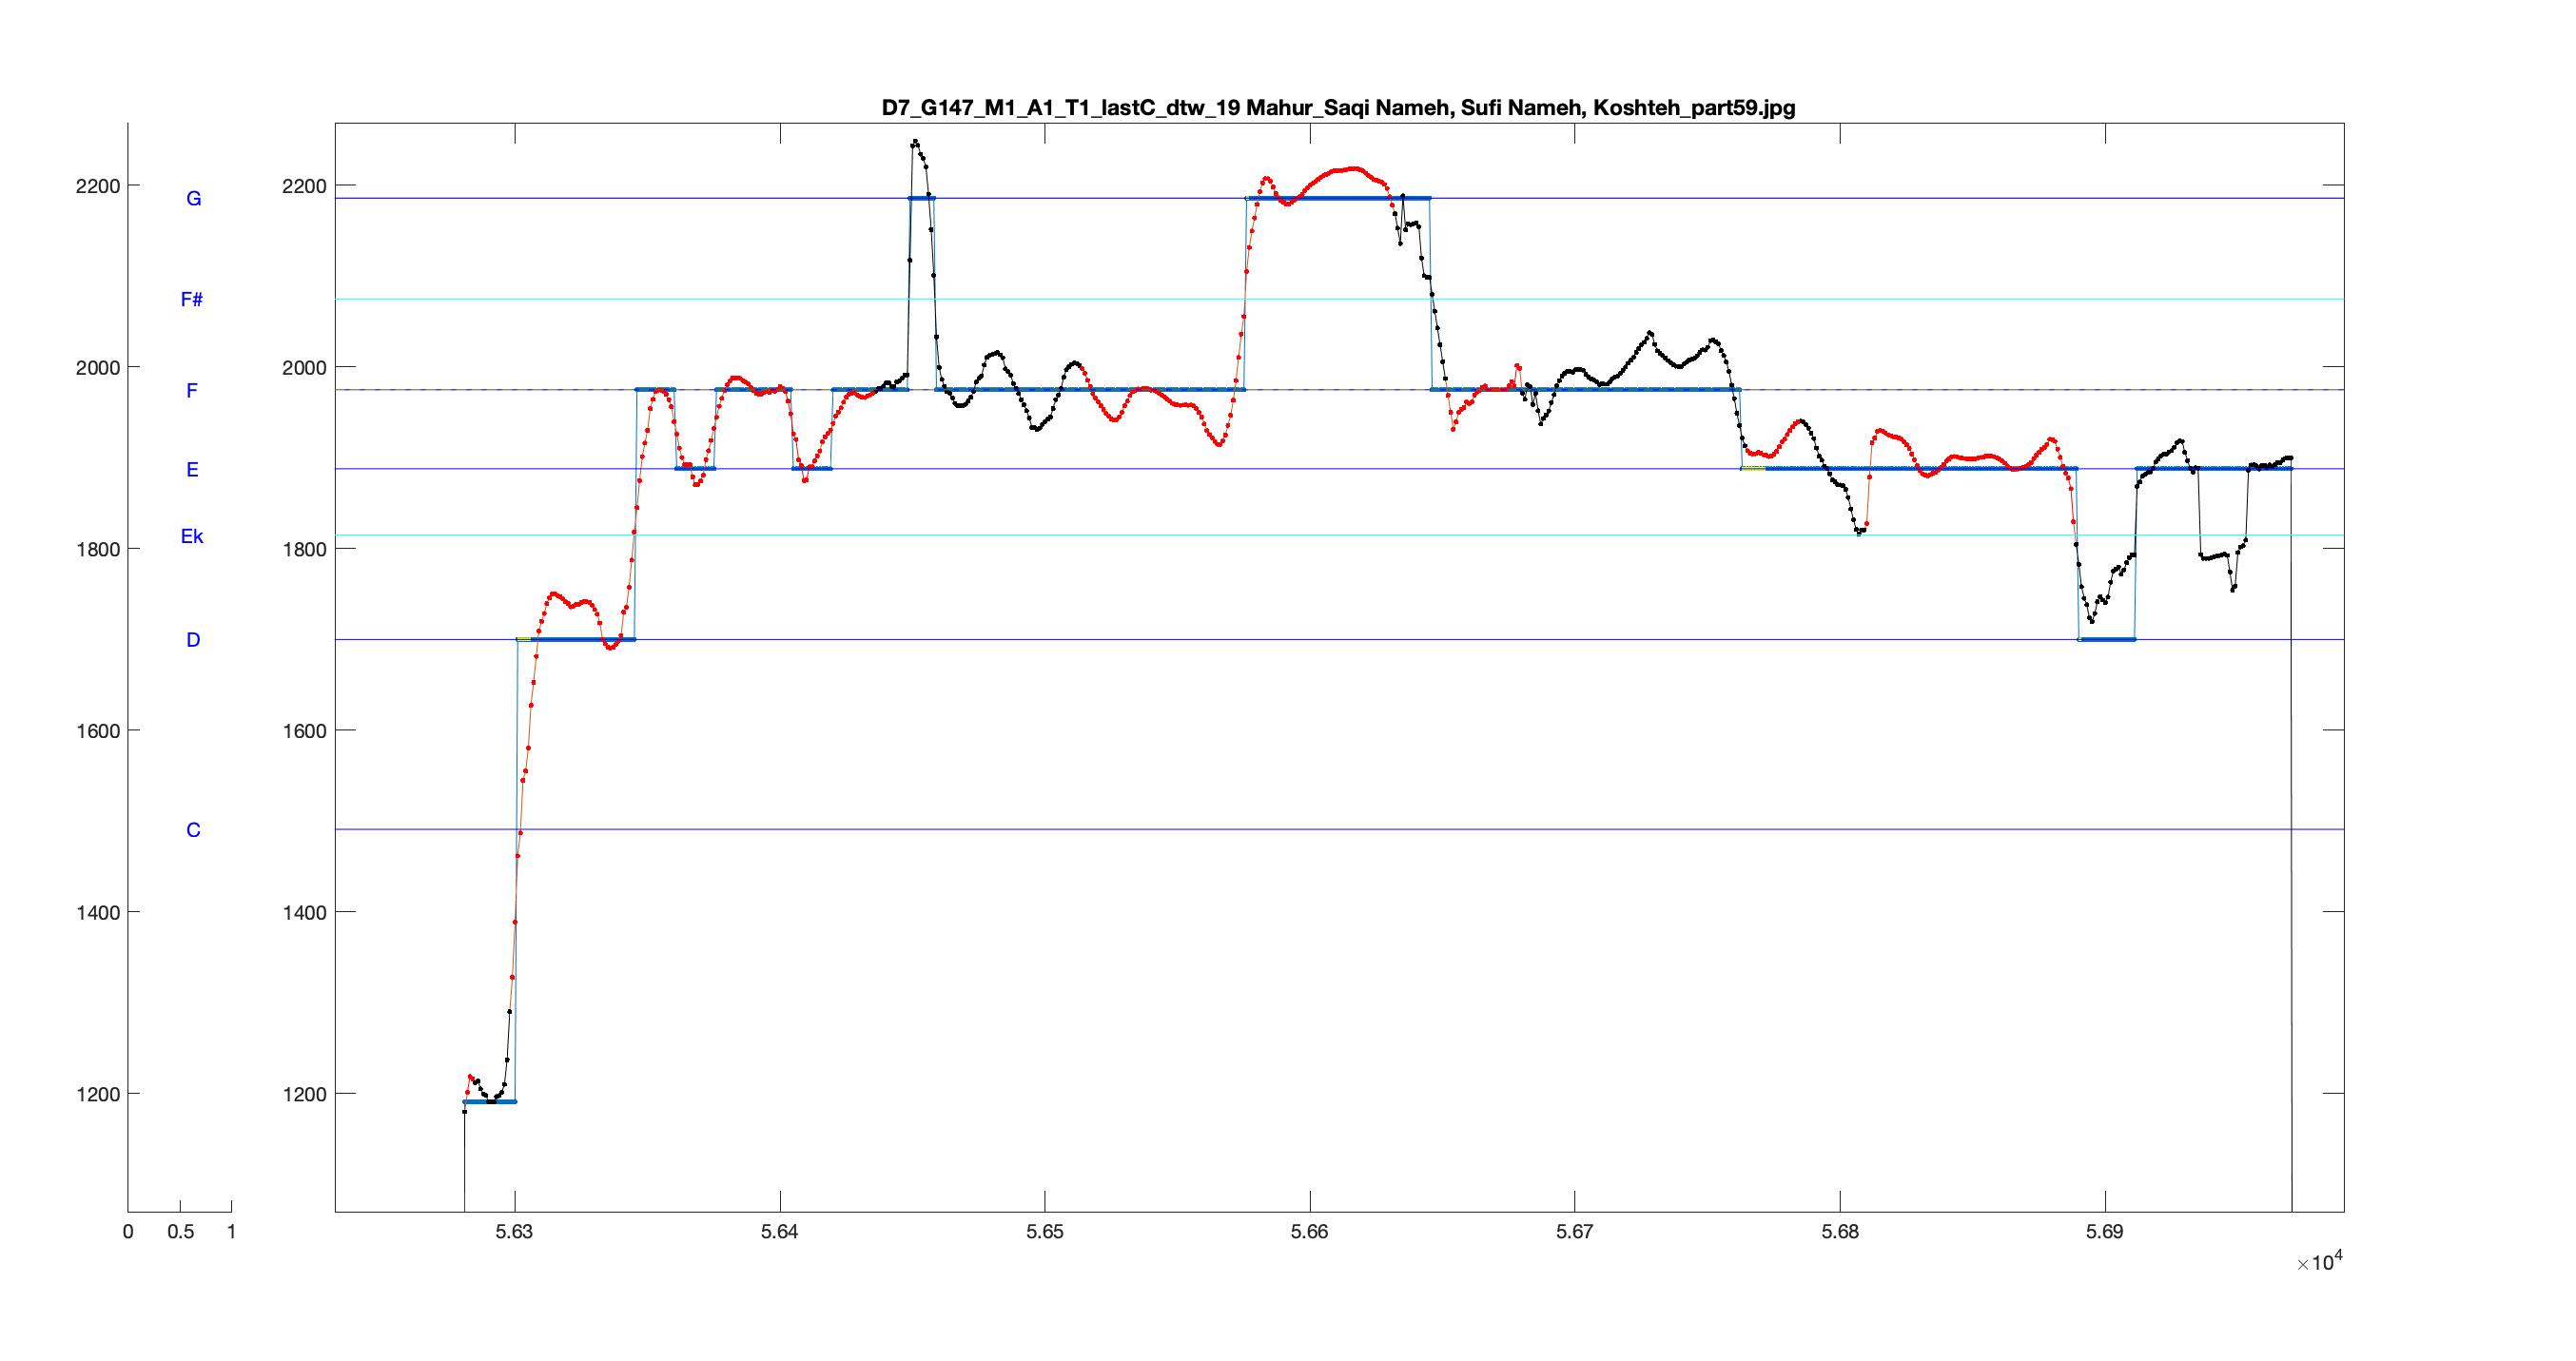 D7_G147_M1_A1_T1_lastC_dtw_19 Mahur_Saqi Nameh, Sufi Nameh, Koshteh_part59.jpg
2200 G 2200
F#
2000 2000
F
E
Ek
1800 1800
D
1600 1600
C
1400 1400
1200 1200
0 0.5 1 5.63 5.64 5.65 5.66 5.67 5.68 5.69
×10⁴